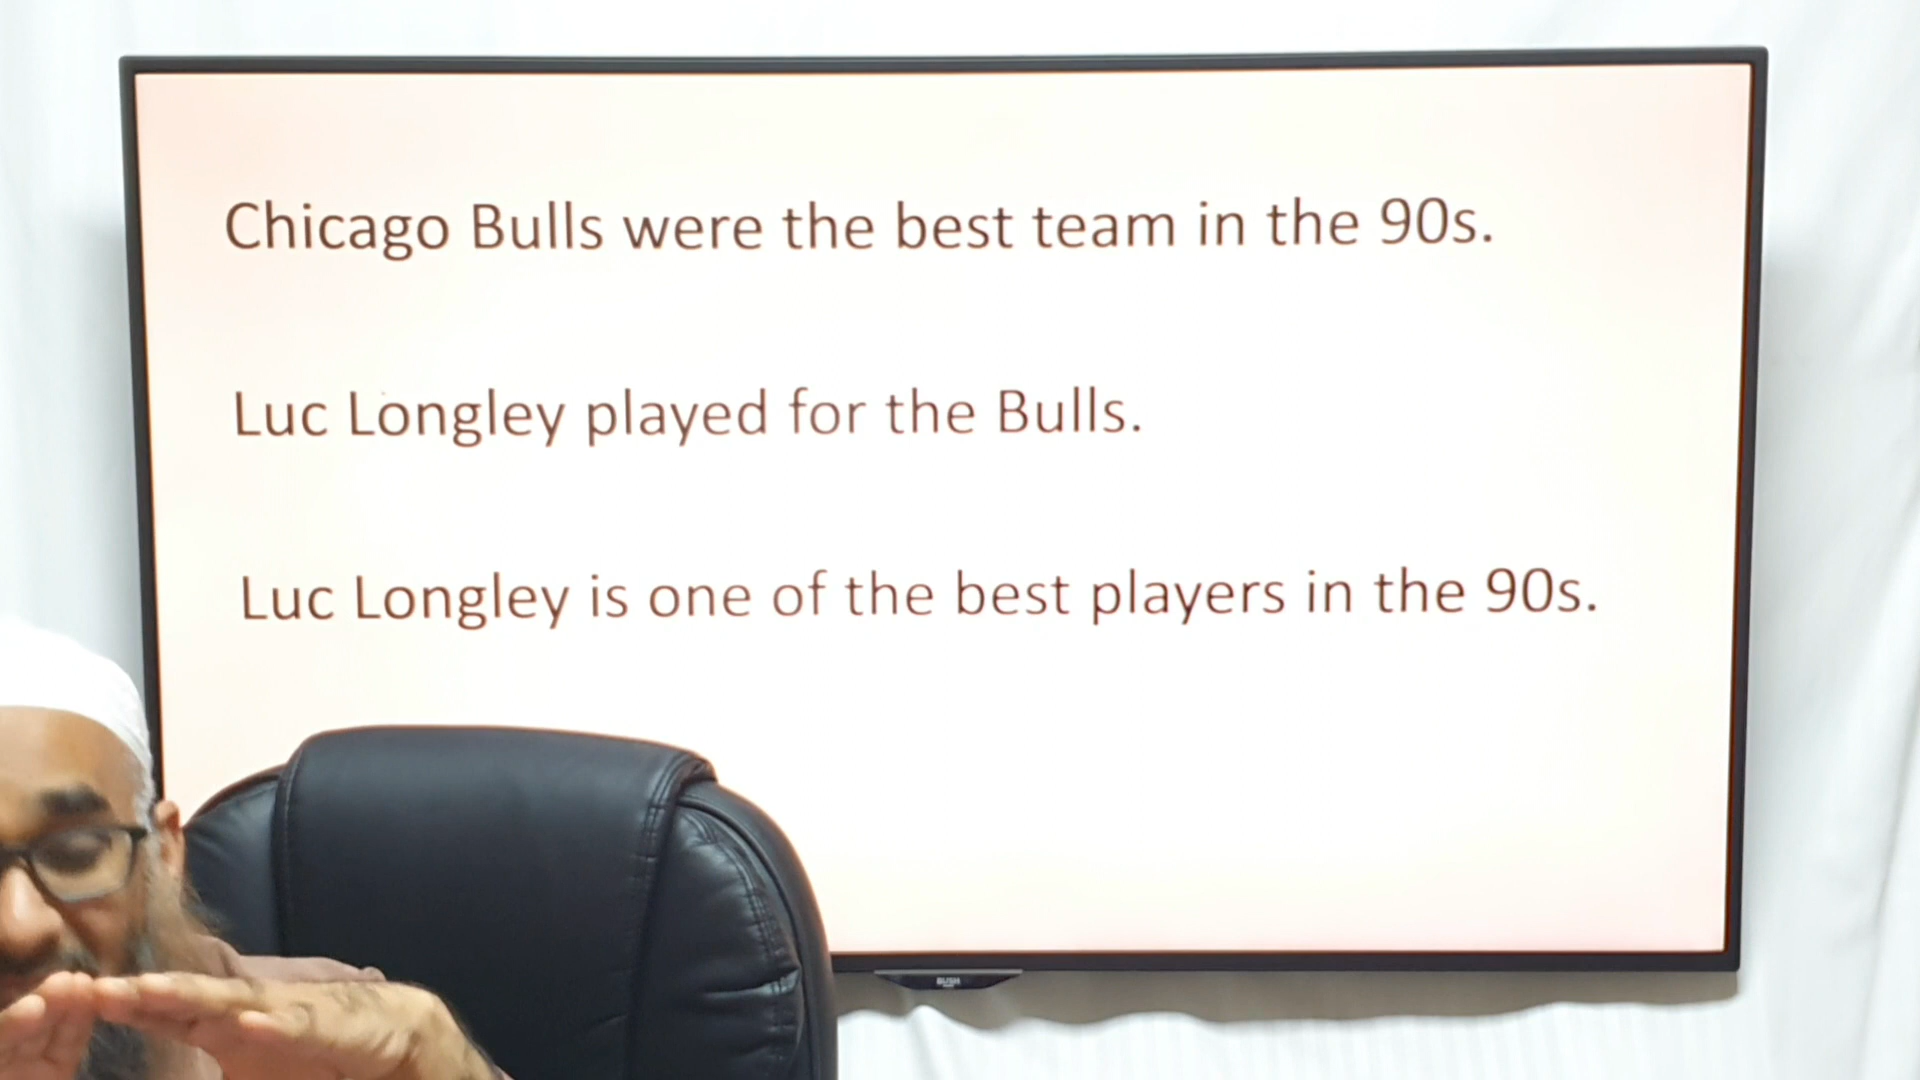 Chicago Bulls were the best team in the 90s.
Luc Longley played for the Bulls.
Luc Longley is one of the best players in the 90s.
BUSH